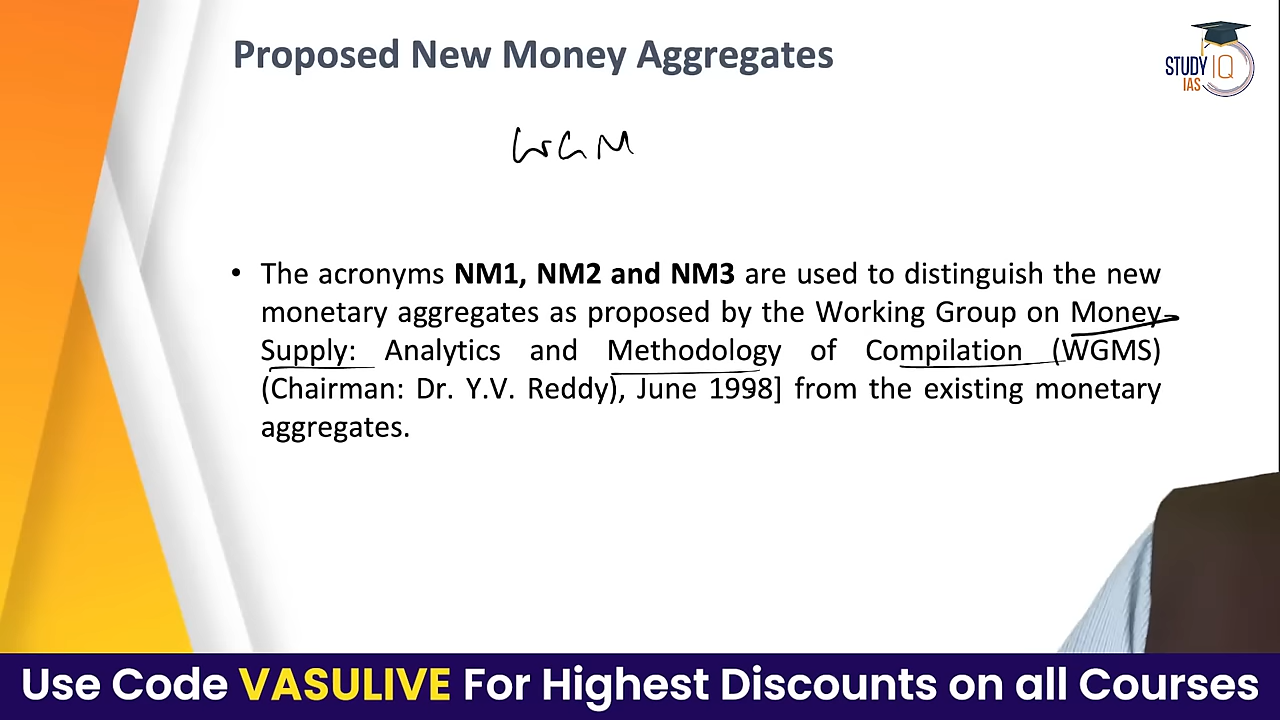 Proposed New Money Aggregates
STUDY IQ
IAS
WGM
• The acronyms NM1, NM2 and NM3 are used to distinguish the new
monetary aggregates as proposed by the Working Group on Money
Supply: Analytics and Methodology of Compilation (WGMS)
(Chairman: Dr. Y.V. Reddy), June 1998] from the existing monetary
aggregates.
Use Code VASULIVE For Highest Discounts on all Courses